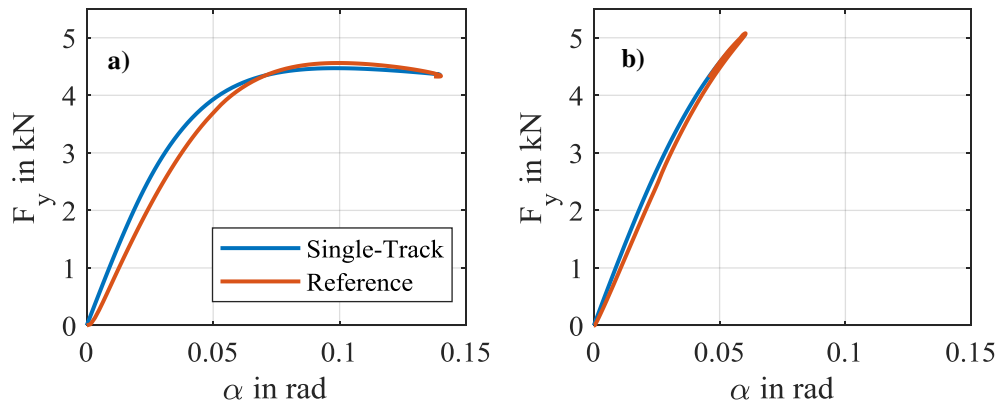 a)
F_y in kN
5
4
3
2
1
0
0 0.05 0.1 0.15
α in rad
Single-Track
Reference
b)
F_y in kN
5
4
3
2
1
0
0 0.05 0.1 0.15
α in rad